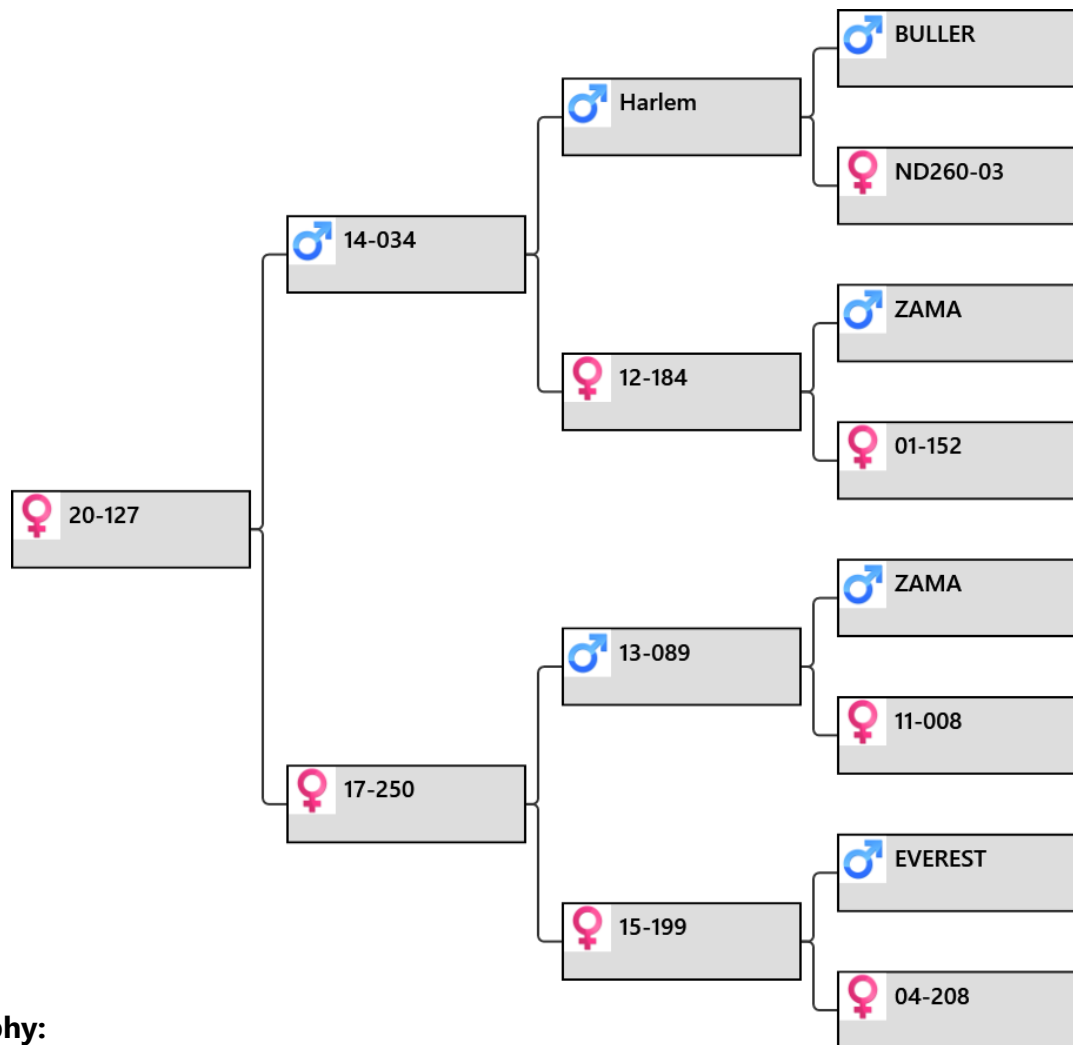 BULLER
Harlem
ND260-03
14-034
ZAMA
12-184
01-152
20-127
ZAMA
13-089
11-008
17-250
EVEREST
15-199
04-208
phy: